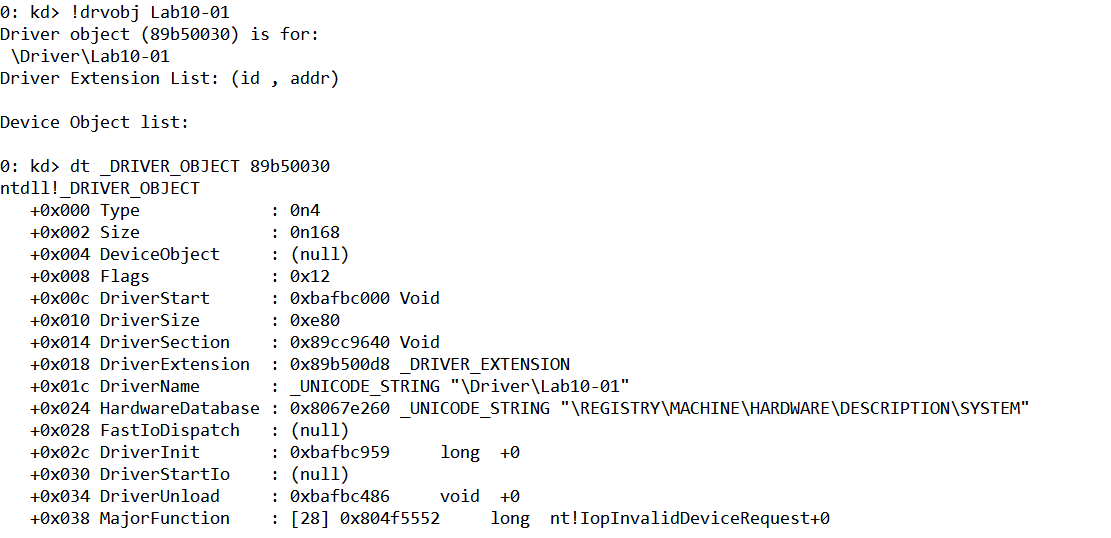 0: kd> !drvobj Lab10-01
Driver object (89b50030) is for:
 \Driver\Lab10-01
Driver Extension List: (id , addr)

Device Object list:

0: kd> dt _DRIVER_OBJECT 89b50030
ntdll!_DRIVER_OBJECT
   +0x000 Type             : 0n4
   +0x002 Size             : 0n168
   +0x004 DeviceObject     : (null)
   +0x008 Flags            : 0x12
   +0x00c DriverStart      : 0xbafbc000 Void
   +0x010 DriverSize       : 0xe80
   +0x014 DriverSection    : 0x89cc9640 Void
   +0x018 DriverExtension  : 0x89b500d8 _DRIVER_EXTENSION
   +0x01c DriverName       : _UNICODE_STRING "\Driver\Lab10-01"
   +0x024 HardwareDatabase : 0x8067e260 _UNICODE_STRING "\REGISTRY\MACHINE\HARDWARE\DESCRIPTION\SYSTEM"
   +0x028 FastIoDispatch   : (null)
   +0x02c DriverInit       : 0xbafbc959     long  +0
   +0x030 DriverStartIo    : (null)
   +0x034 DriverUnload     : 0xbafbc486     void  +0
   +0x038 MajorFunction    : [28] 0x804f5552     long  nt!IopInvalidDeviceRequest+0